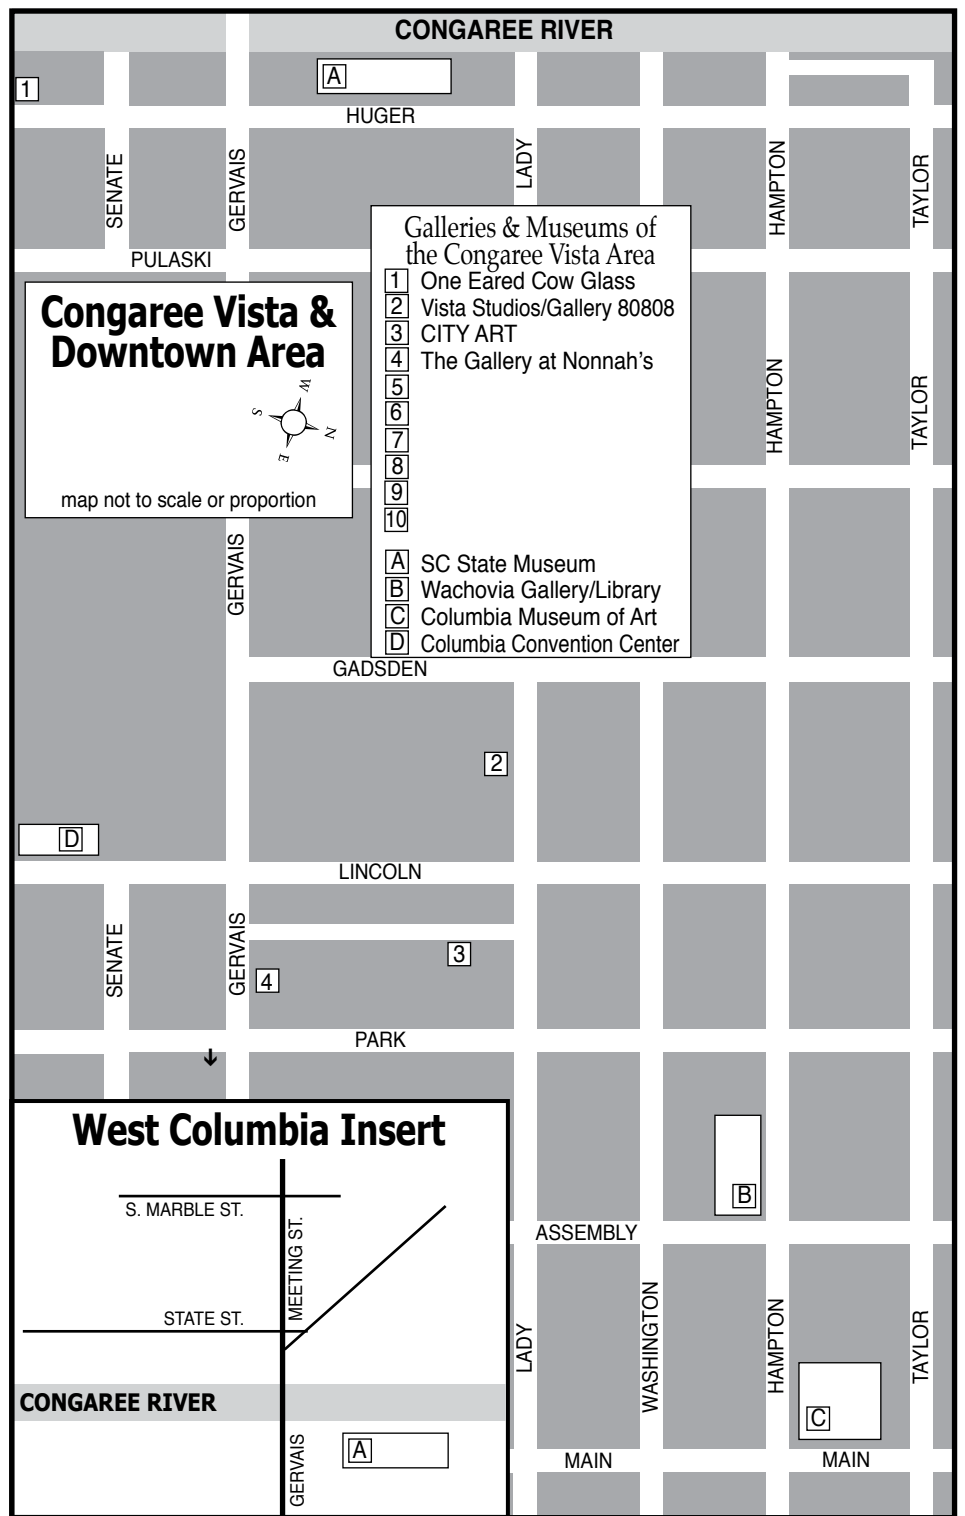 CONGAREE RIVER
1
A
HUGER
SENATE
GERVAIS
LADY
HAMPTON
TAYLOR
PULASKI
Galleries & Museums of
the Congaree Vista Area
1 One Eared Cow Glass
2 Vista Studios/Gallery 80808
3 CITY ART
4 The Gallery at Nonnah's
5
6
7
8
9
10
A SC State Museum
B Wachovia Gallery/Library
C Columbia Museum of Art
D Columbia Convention Center
Congaree Vista &
Downtown Area
W
S
N
E
map not to scale or proportion
HAMPTON
TAYLOR
GERVAIS
GADSDEN
2
D
LINCOLN
SENATE
GERVAIS
3
4
PARK
West Columbia Insert
S. MARBLE ST.
MEETING ST.
STATE ST.
CONGAREE RIVER
GERVAIS
A
B
ASSEMBLY
LADY
WASHINGTON
HAMPTON
TAYLOR
C
MAIN
MAIN